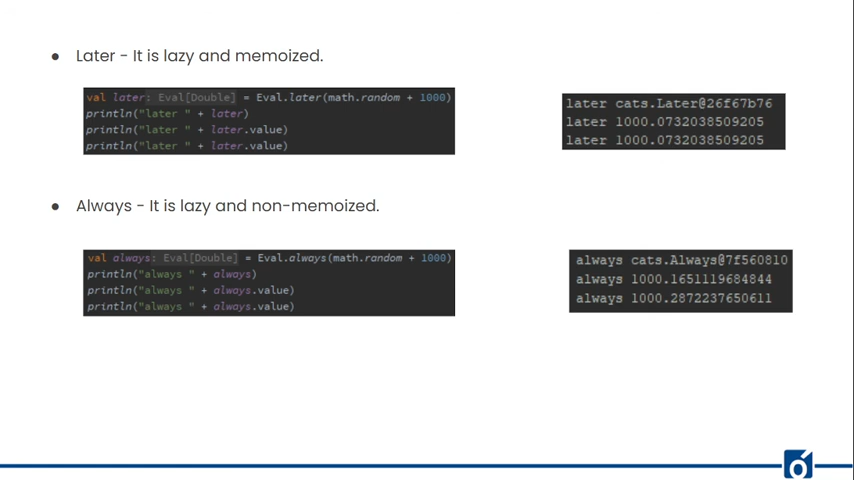 ● Later - It is lazy and memoized.
val later: Eval[Double] = Eval.later(math.random + 1000)
println("later " + later)
println("later " + later.value)
println("later " + later.value)
later cats.Later@26f67b76
later 1000.0732038509205
later 1000.0732038509205
● Always - It is lazy and non-memoized.
val always: Eval[Double] = Eval.always(math.random + 1000)
println("always " + always)
println("always " + always.value)
println("always " + always.value)
always cats.Always@7f560810
always 1000.1651119684844
always 1000.2872237650611